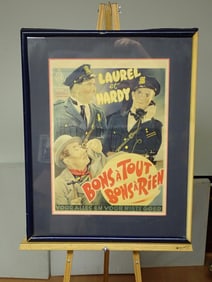 LAUREL
et
HARDY
BONS À TOUT
BONS À RIEN
VOOR ALLES EN VOOR NIETS GOED